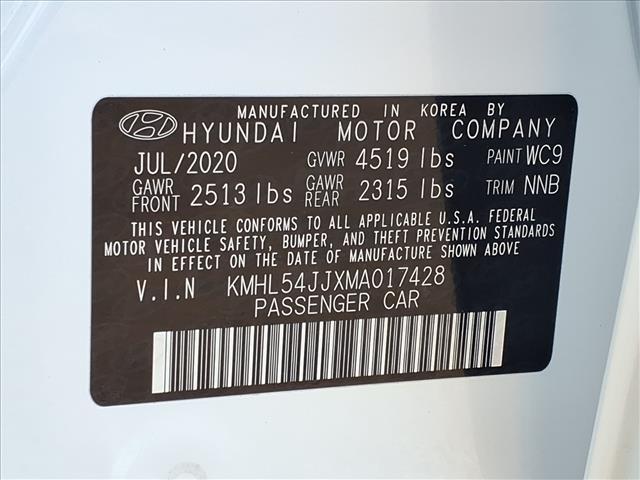 MANUFACTURED IN KOREA BY
HYUNDAI MOTOR COMPANY
JUL/2020 GVWR 4519 lbs PAINT WC9
GAWR FRONT 2513 lbs GAWR REAR 2315 lbs TRIM NNB
THIS VEHICLE CONFORMS TO ALL APPLICABLE U.S.A. FEDERAL
MOTOR VEHICLE SAFETY, BUMPER, AND THEFT PREVENTION
STANDARDS IN EFFECT ON THE DATE OF MANUFACTURE SHOWN ABOVE
V.I.N KMHL54JJXMA017428
PASSENGER CAR